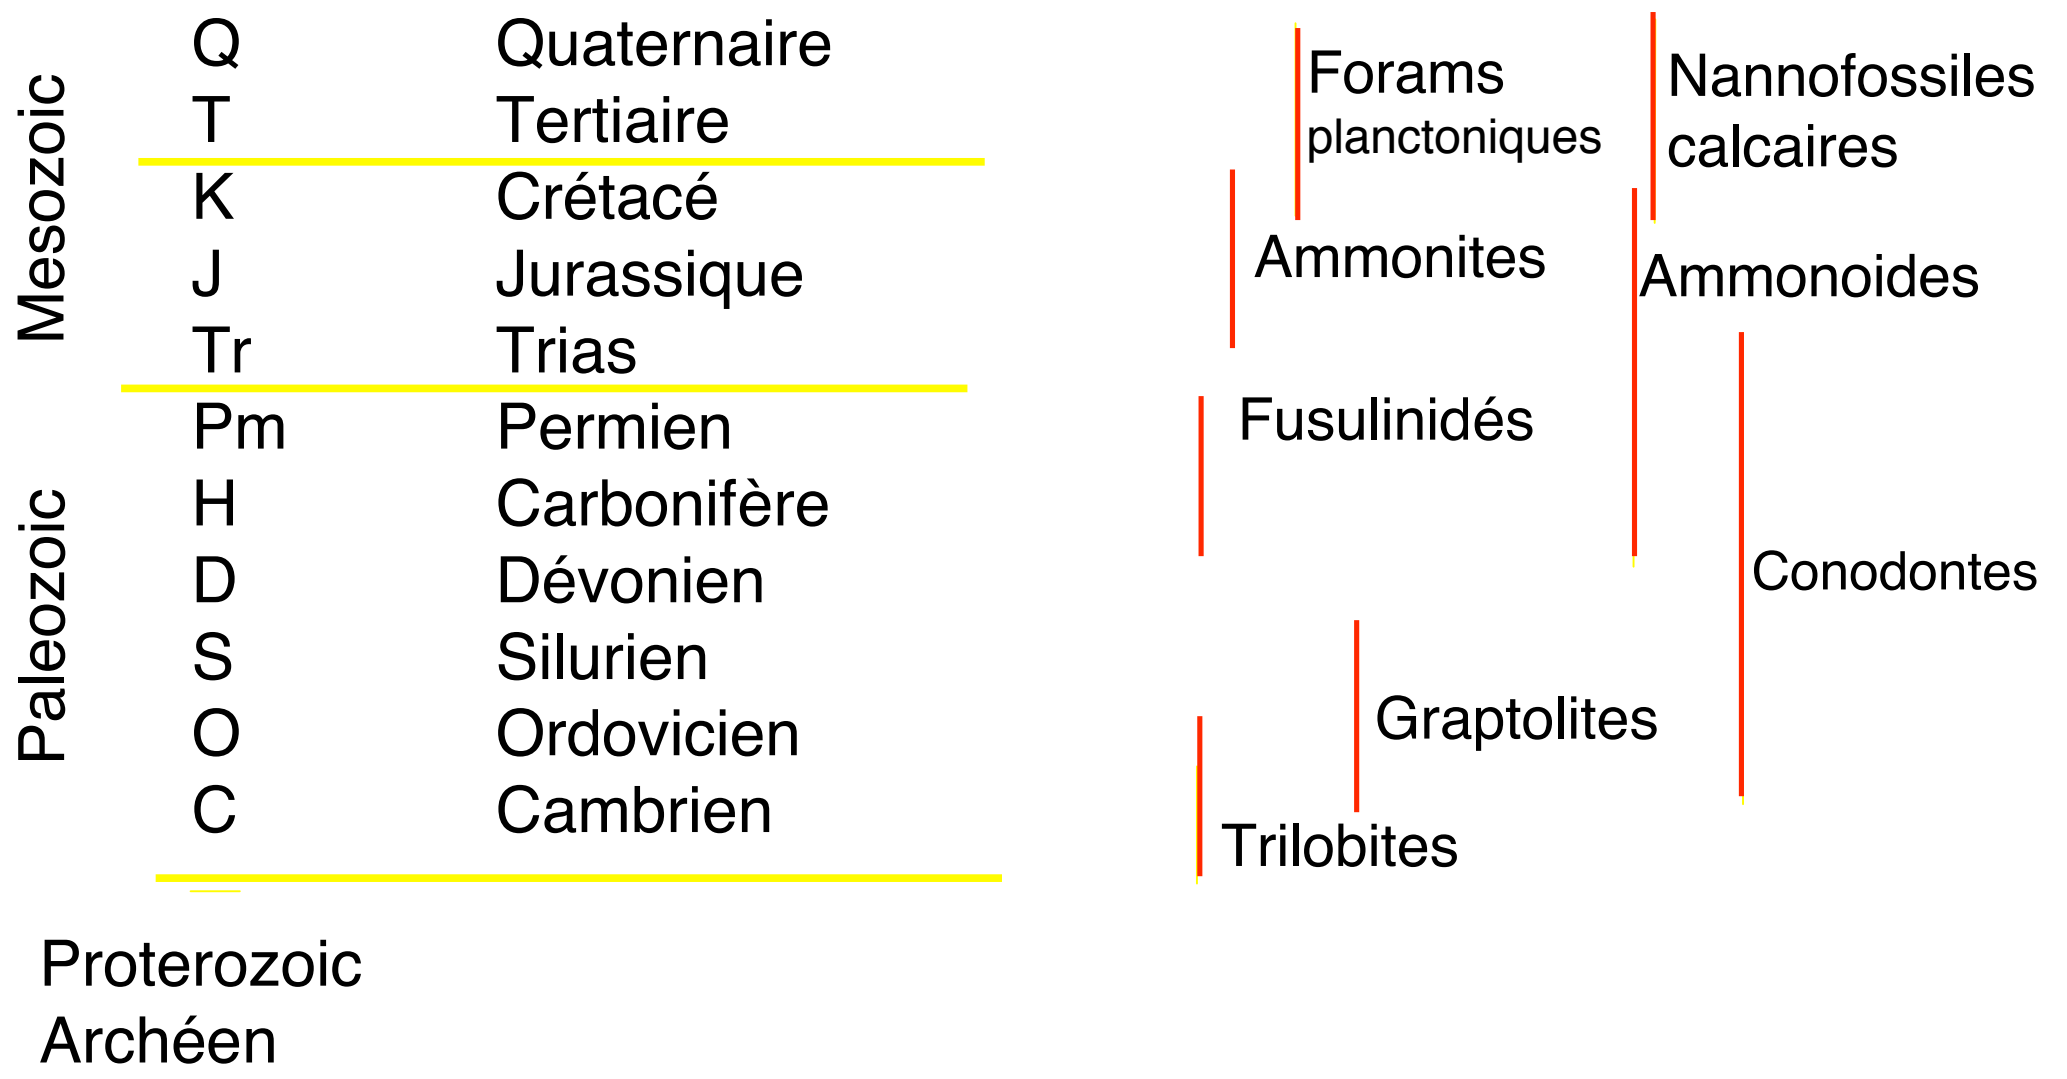 Mesozoic
Paleozoic
Q Quaternaire
T Tertiaire
K Crétacé
J Jurassique
Tr Trias
Pm Permien
H Carbonifère
D Dévonien
S Silurien
O Ordovicien
C Cambrien
Proterozoic
Archéen
Forams
planctoniques
Nannofossiles
calcaires
Ammonites
Ammonoides
Fusulinidés
Conodontes
Graptolites
Trilobites